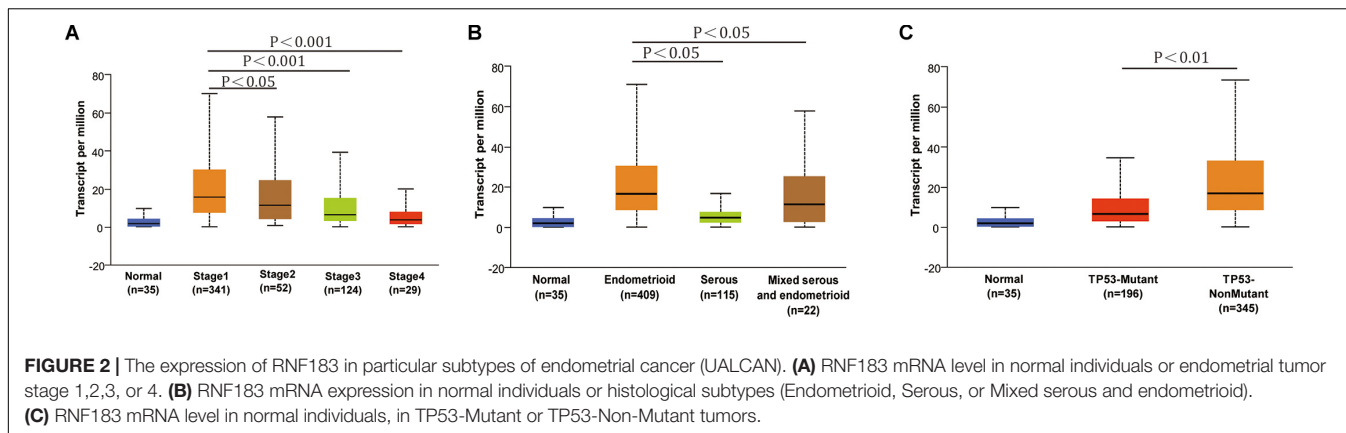 A
P<0.001
P<0.001
P<0.05
Transcript per million
80
60
40
20
0
-20
Normal
(n=35)
Stage1
(n=341)
Stage2
(n=52)
Stage3
(n=124)
Stage4
(n=29)
B
P<0.05
P<0.05
Transcript per million
80
60
40
20
0
-20
Normal
(n=35)
Endometrioid
(n=409)
Serous
(n=115)
Mixed serous
and endometrioid
(n=22)
C
P<0.01
Transcript per million
80
60
40
20
0
-20
Normal
(n=35)
TP53-Mutant
(n=196)
TP53-
NonMutant
(n=345)
FIGURE 2 | The expression of RNF183 in particular subtypes of endometrial cancer (UALCAN). (A) RNF183 mRNA level in normal individuals or endometrial tumor
stage 1,2,3, or 4. (B) RNF183 mRNA expression in normal individuals or histological subtypes (Endometrioid, Serous, or Mixed serous and endometrioid).
(C) RNF183 mRNA level in normal individuals, in TP53-Mutant or TP53-Non-Mutant tumors.